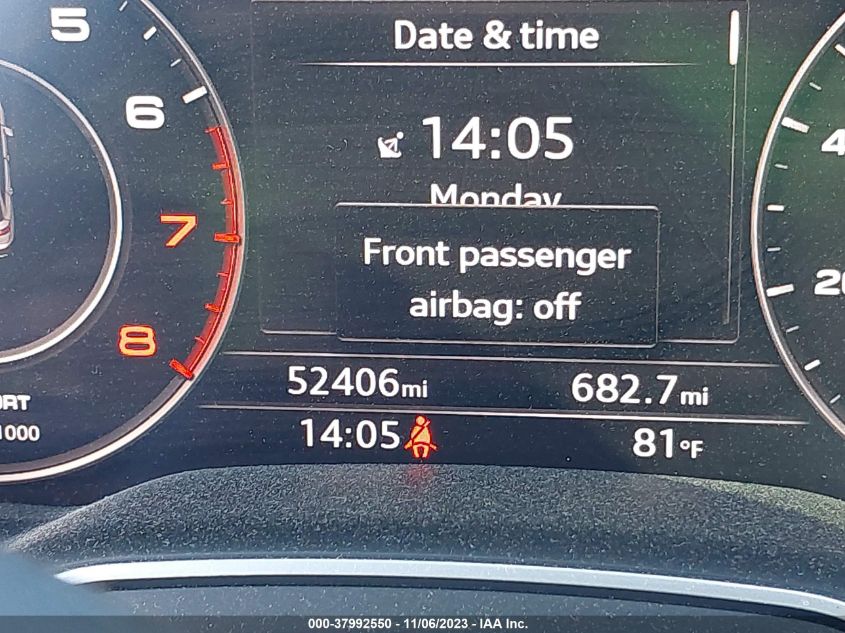 5
6
7
8
Date & time
14:05
Monday
Front passenger
airbag: off
52406mi
682.7mi
14:05
81°F
1000
000-37992550 - 11/06/2023 - IAA Inc.